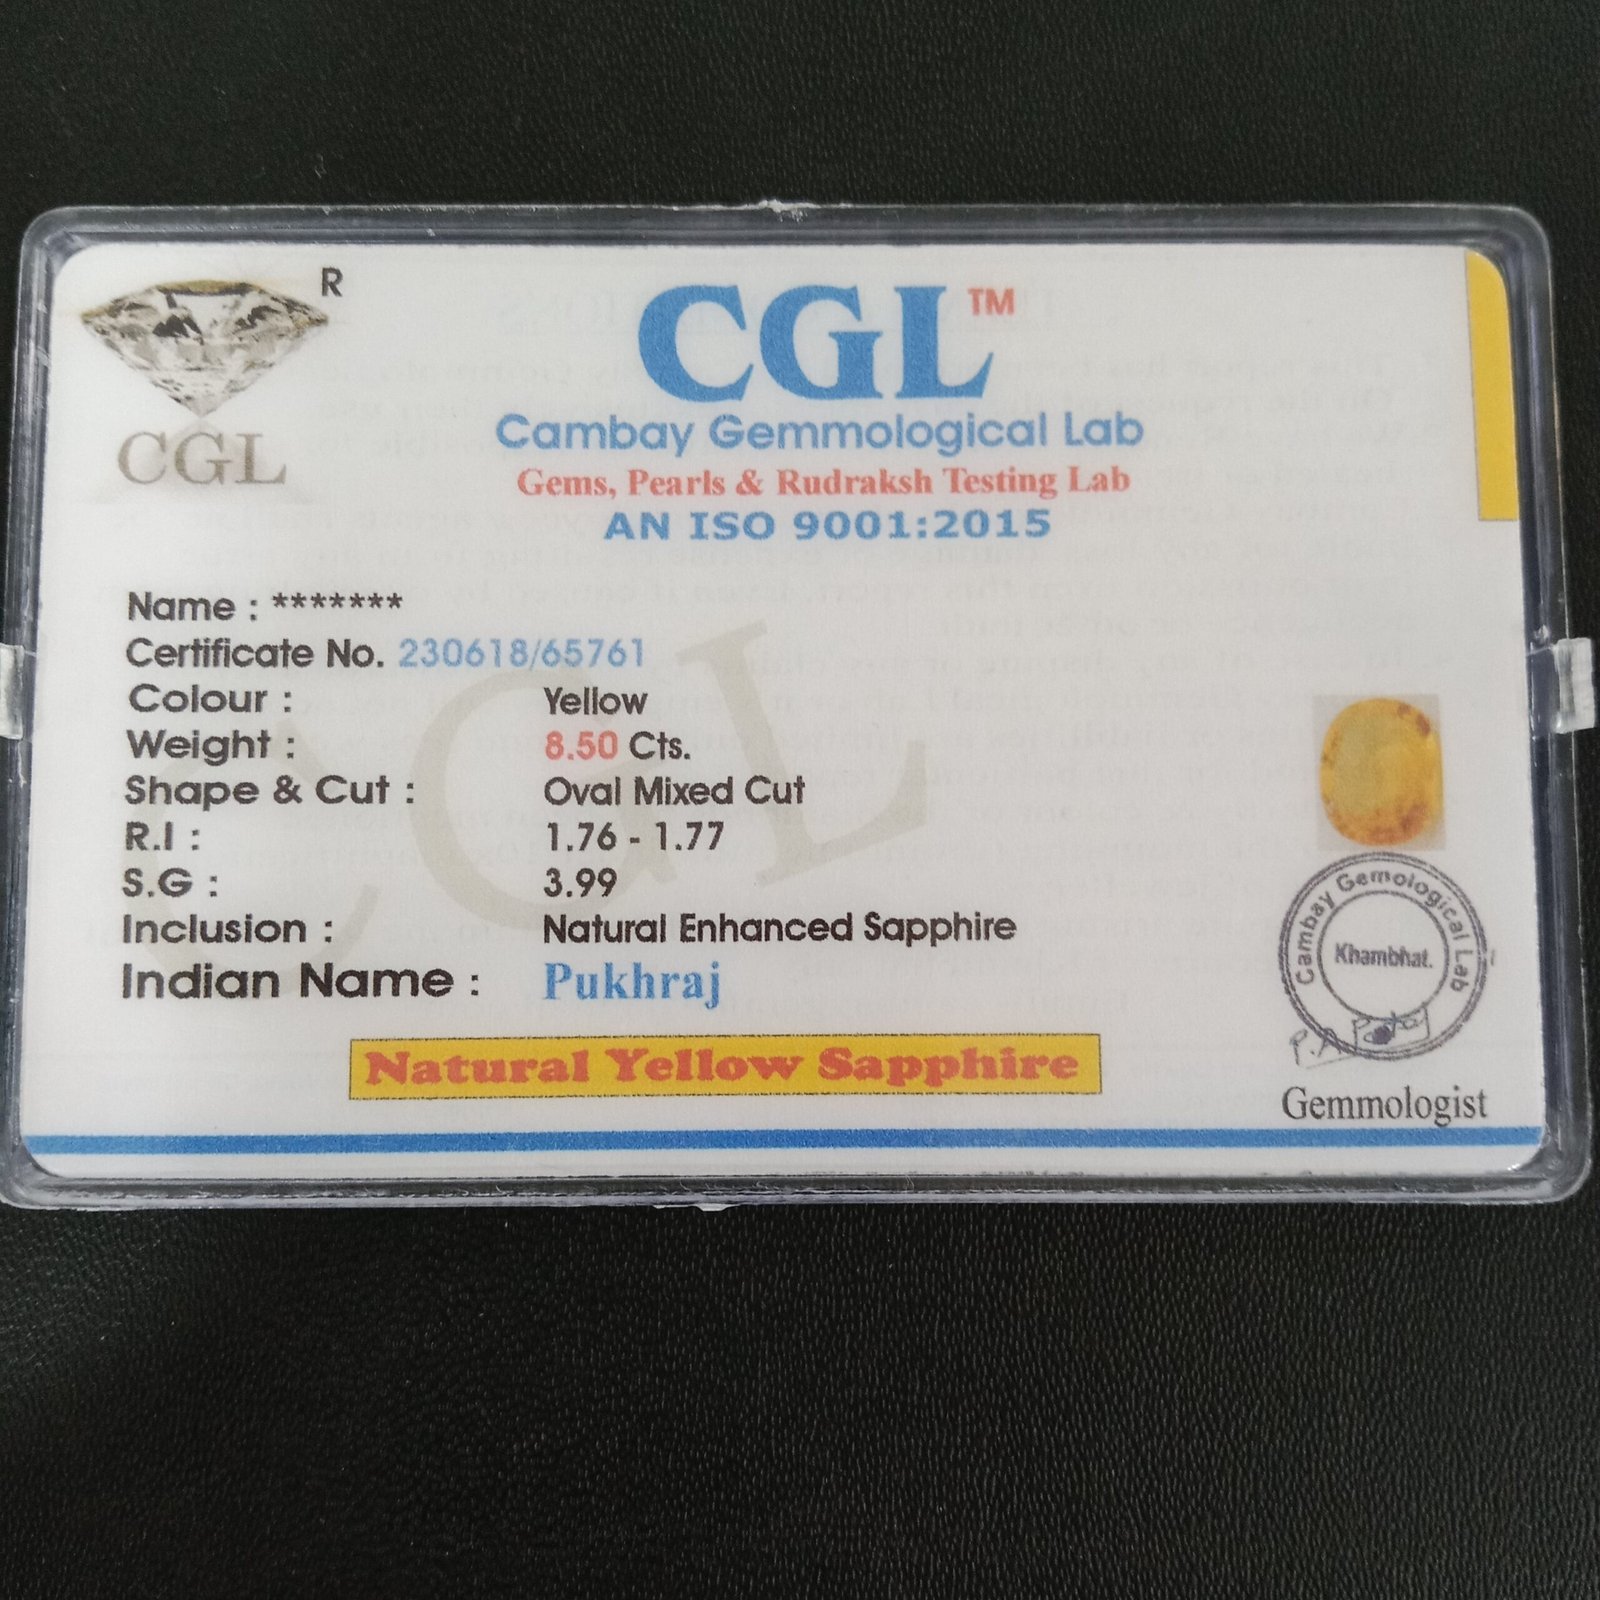 R
CGL
CGL™
Cambay Gemmological Lab
Gems, Pearls & Rudraksh Testing Lab
AN ISO 9001:2015
Name : *******
Certificate No. 230618/65761
Colour : Yellow
Weight : 8.50 Cts.
Shape & Cut : Oval Mixed Cut
R.I : 1.76 - 1.77
S.G : 3.99
Inclusion : Natural Enhanced Sapphire
Indian Name : Pukhraj
Natural Yellow Sapphire
CGL
Cambay Gemological Lab
Khambhat.
Gemmologist